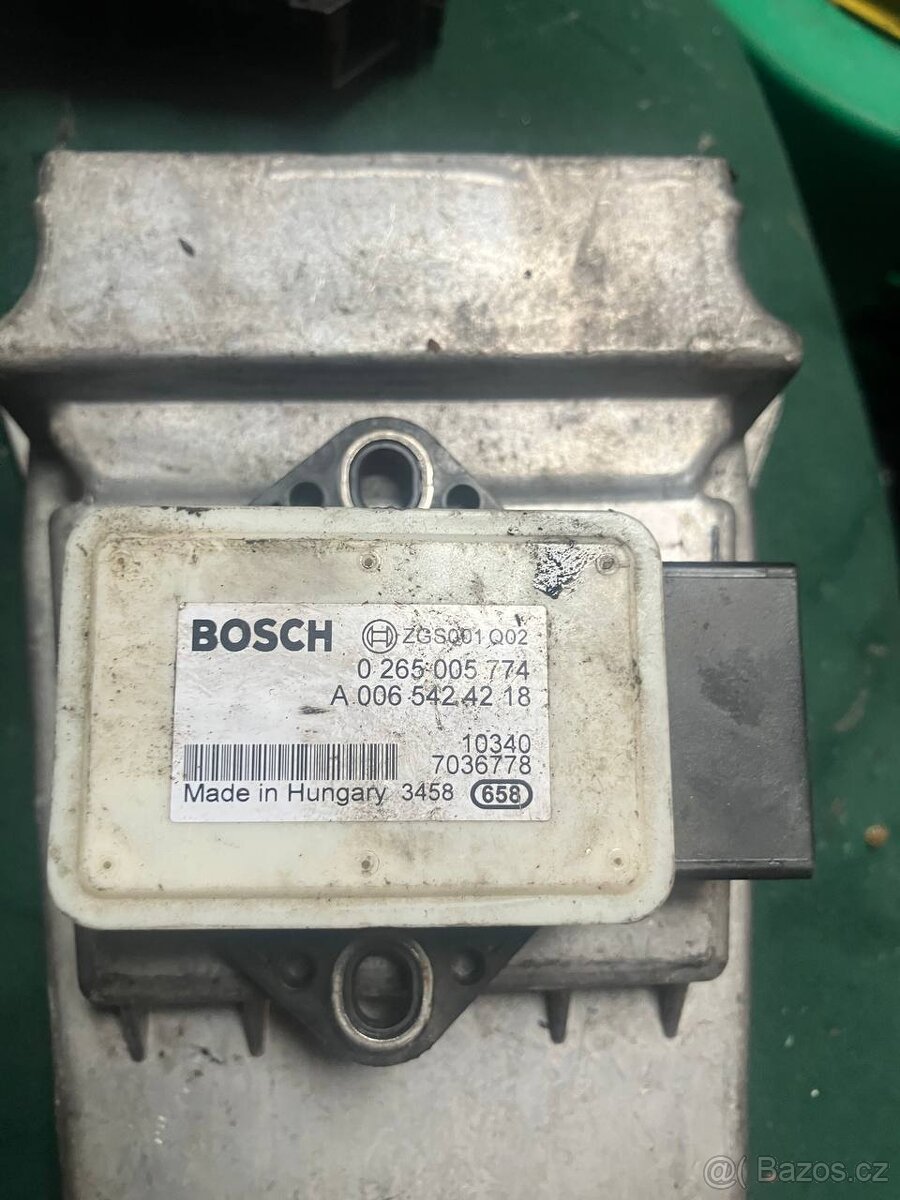 BOSCH ZGS001 Q02
0 265 005 774
A 006 542 42 18
10340
7036778
Made in Hungary 3458 658
@( Bazos.cz